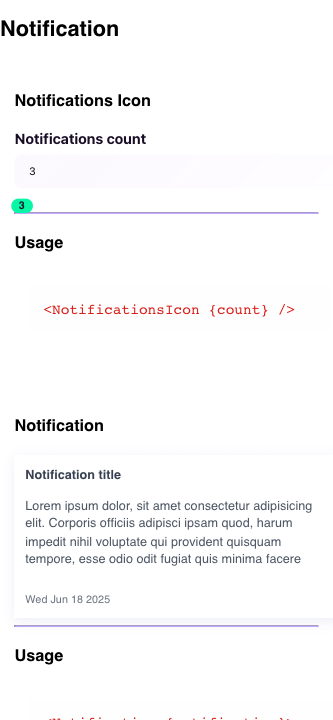 Notification
Notifications Icon
Notifications count
3
3
Usage
<NotificationsIcon {count} />
Notification
Notification title
Lorem ipsum dolor, sit amet consectetur adipisicing
elit. Corporis officiis adipisci ipsam quod, harum
impedit nihil voluptate qui provident quisquam
tempore, esse odio odit fugiat quis minima facere
Wed Jun 18 2025
Usage